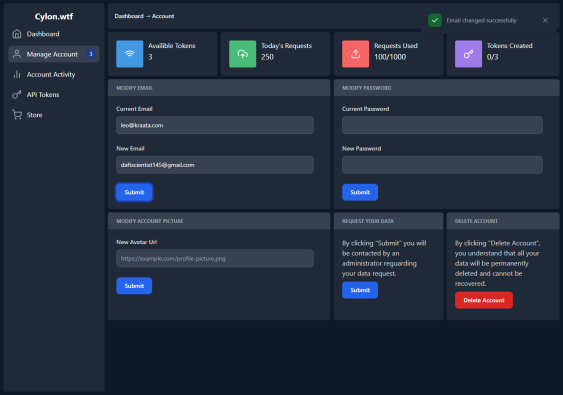 Cylon.wtf
Dashboard
Manage Account 3
Account Activity
API Tokens
Store
Dashboard → Account
Email changed successfully
Availible Tokens
3
Today's Requests
250
Requests Used
100/1000
Tokens Created
0/3
MODIFY EMAIL
Current Email
leo@kraata.com
New Email
daftscientist145@gmail.com
Submit
MODIFY PASSWORD
Current Password
New Password
Submit
MODIFY ACCOUNT PICTURE
New Avatar Url
https://example.com/profile-picture.png
Submit
REQUEST YOUR DATA
By clicking "Submit" you will
be contacted by an
administrator reguarding
your data request.
Submit
DELETE ACCOUNT
By clicking "Delete Account",
you understand that all your
data will be permanently
deleted and cannot be
recovered.
Delete Account